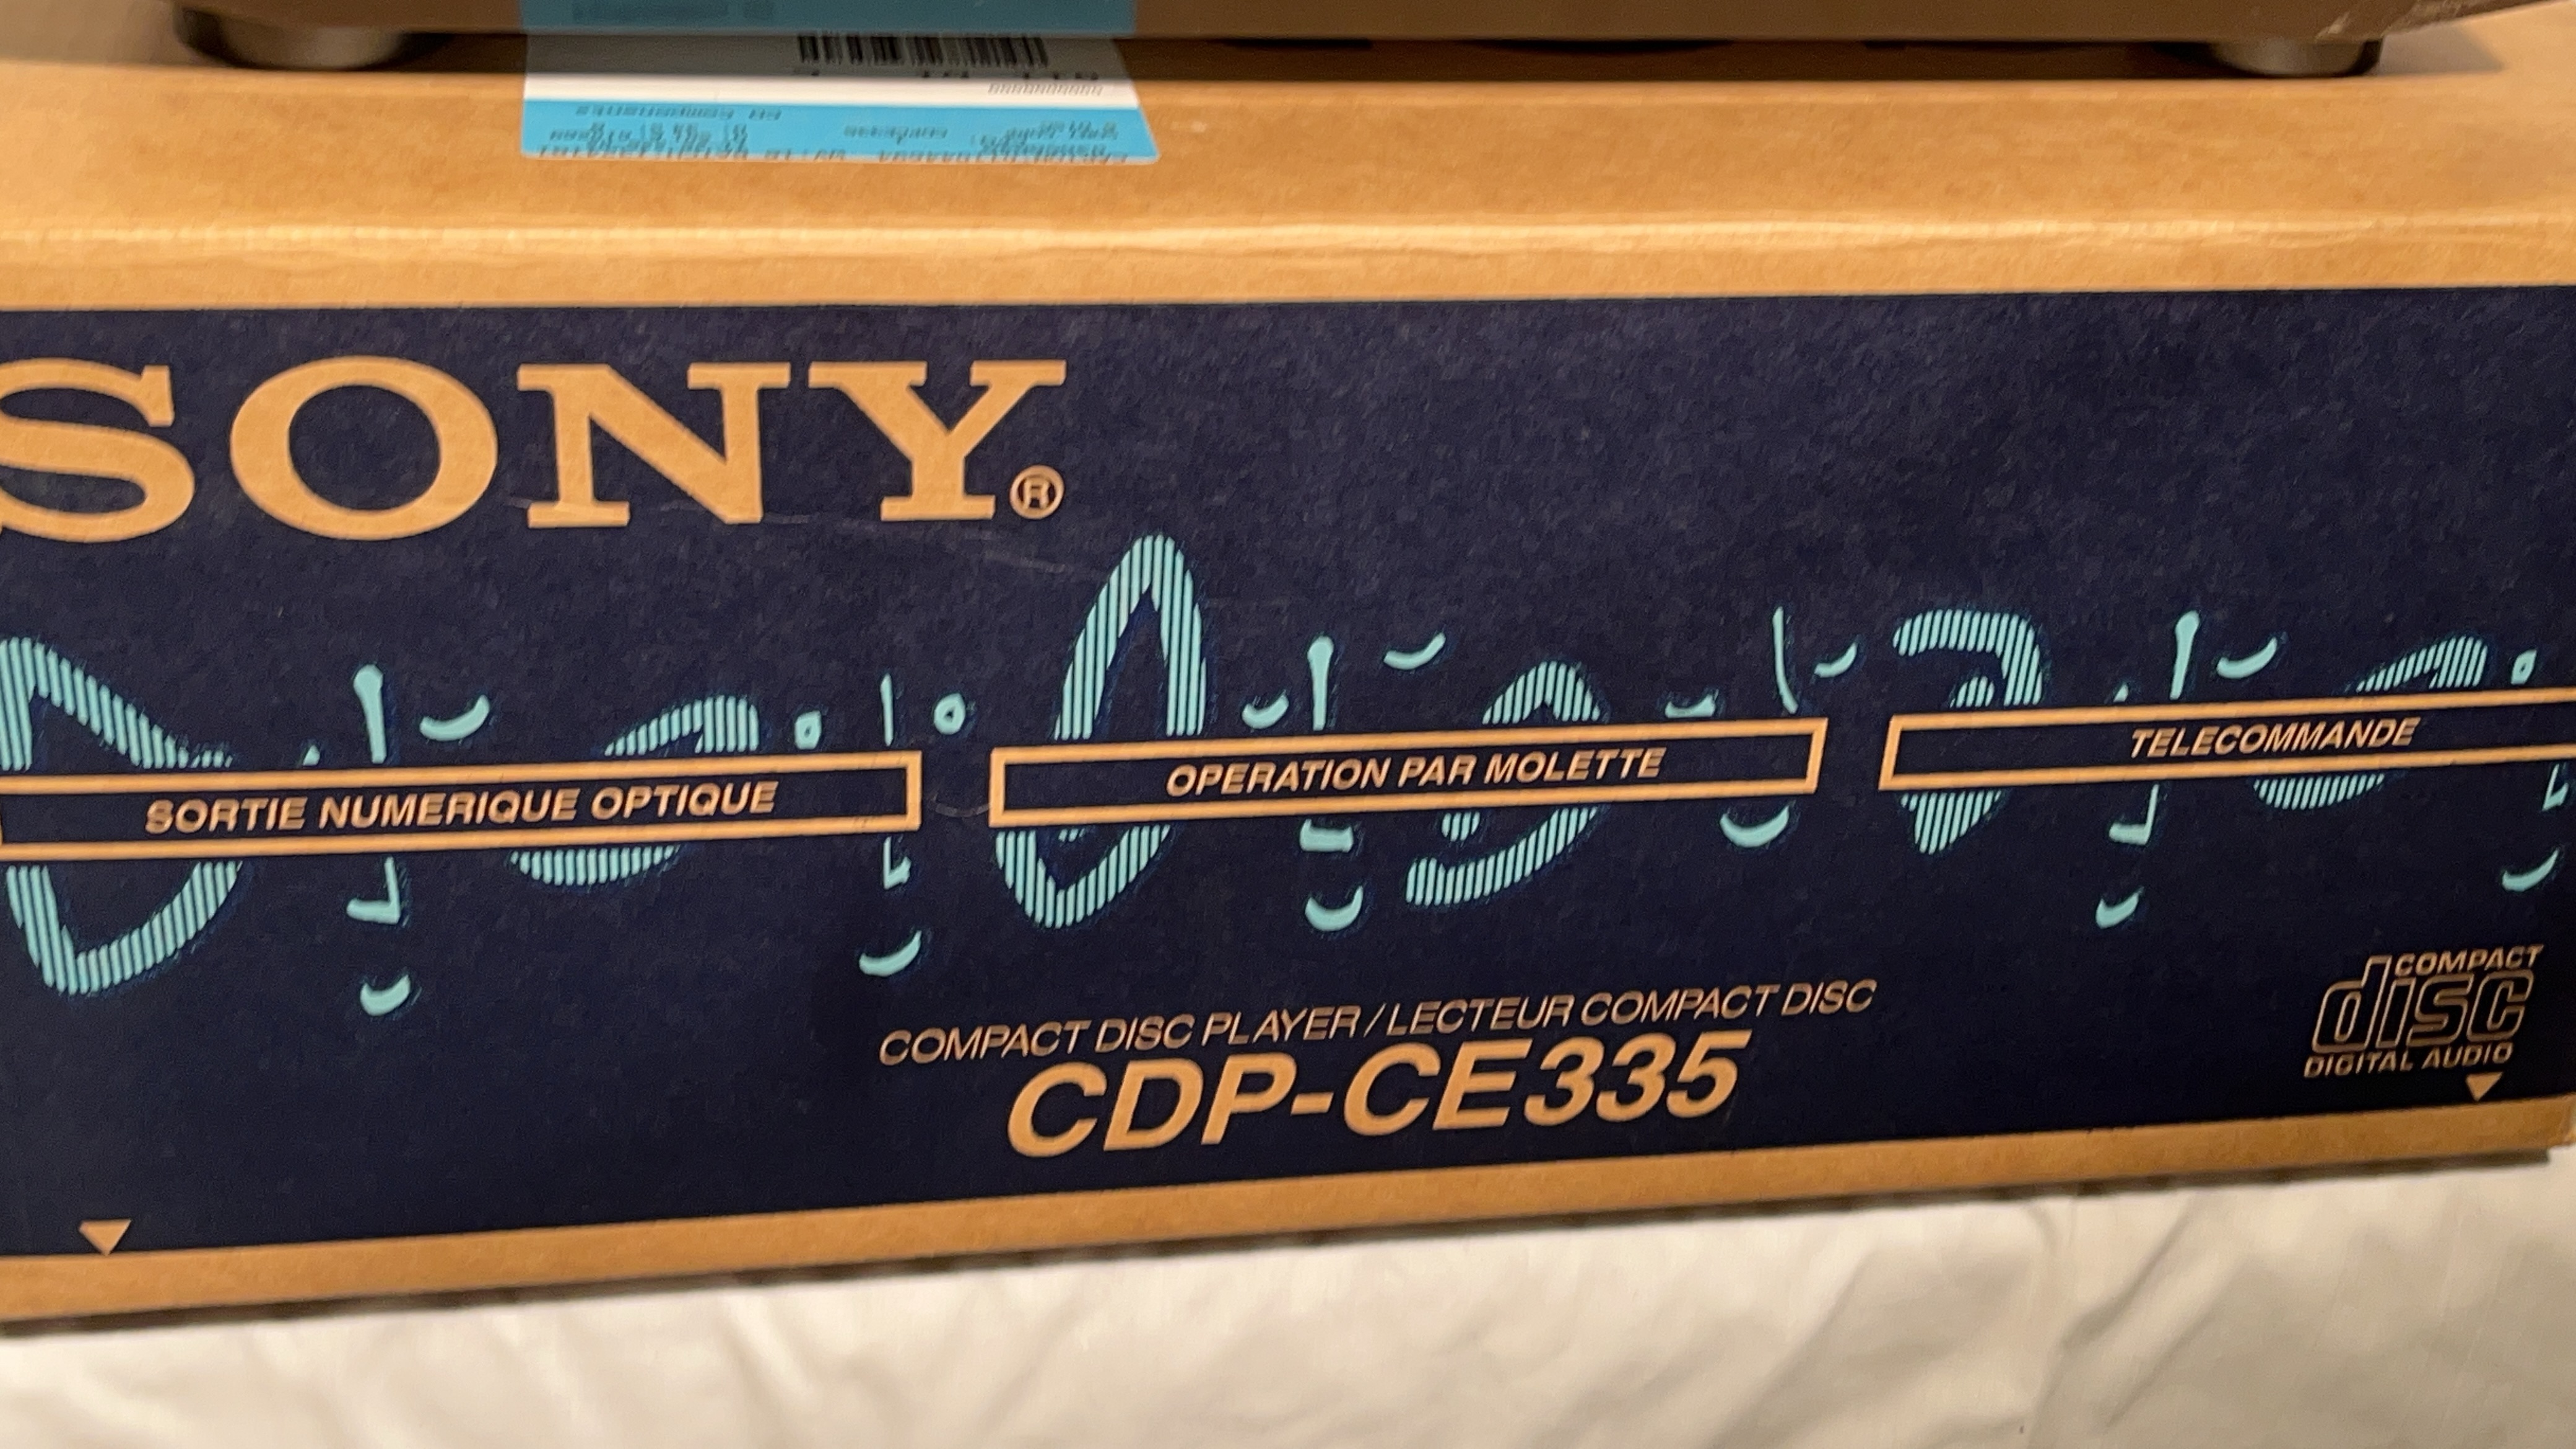 SONY®
SORTIE NUMERIQUE OPTIQUE
OPERATION PAR MOLETTE
TELECOMMANDE
COMPACT DISC PLAYER / LECTEUR COMPACT DISC
CDP-CE335
COMPACT
disc
DIGITAL AUDIO